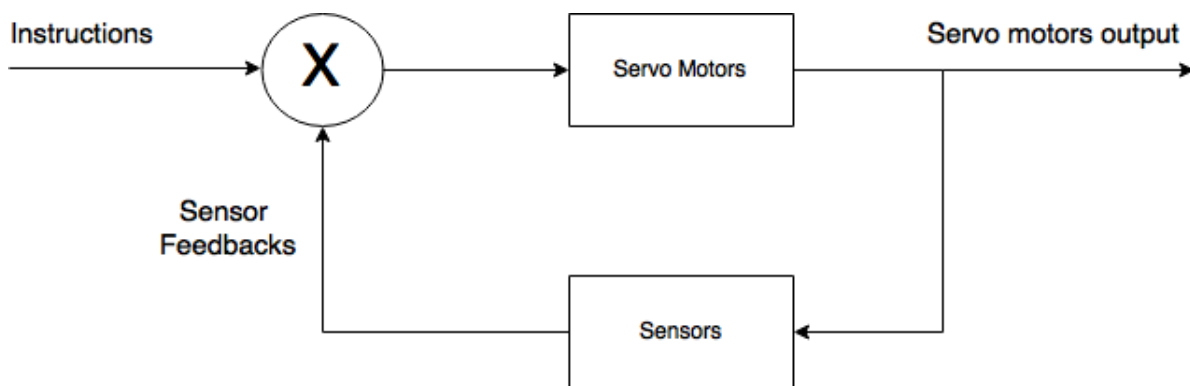 Instructions
X
Servo Motors
Servo motors output
Sensor
Feedbacks
Sensors